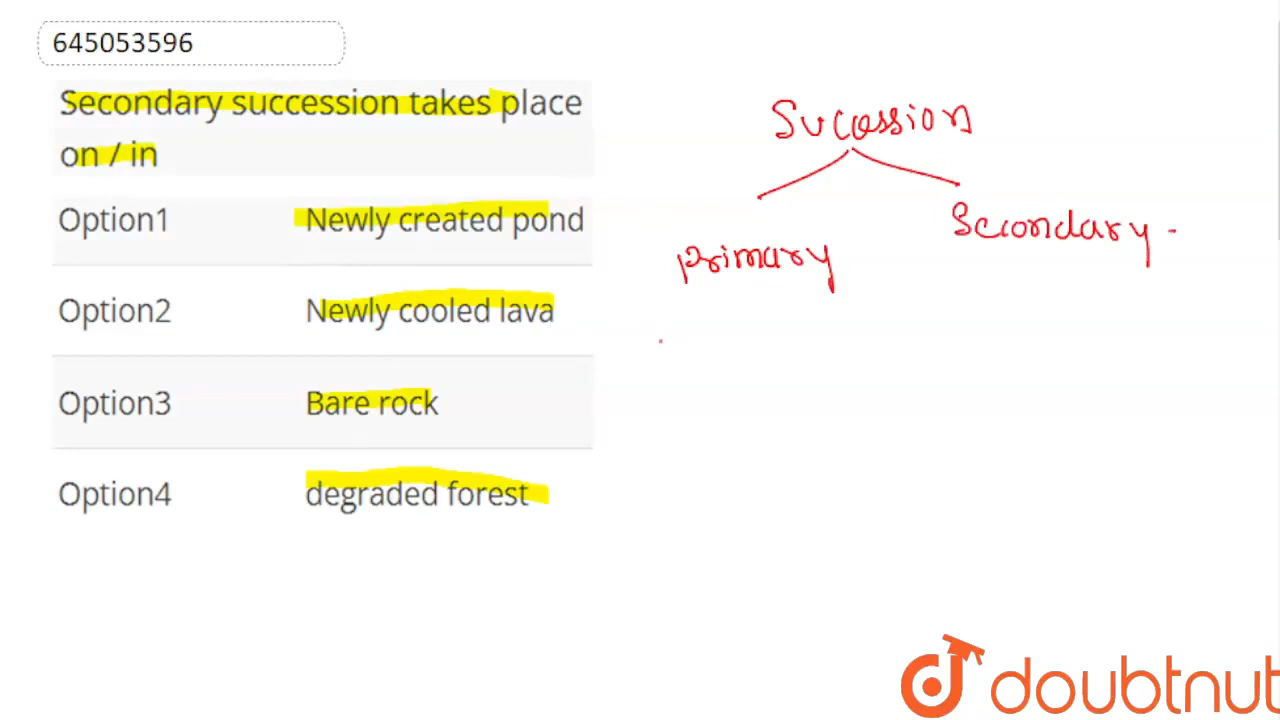 645053596
Secondary succession takes place
on / in
Option1 Newly created pond
Option2 Newly cooled lava
Option3 Bare rock
Option4 degraded forest
Sucession
Primary
Secondary
doubtnut